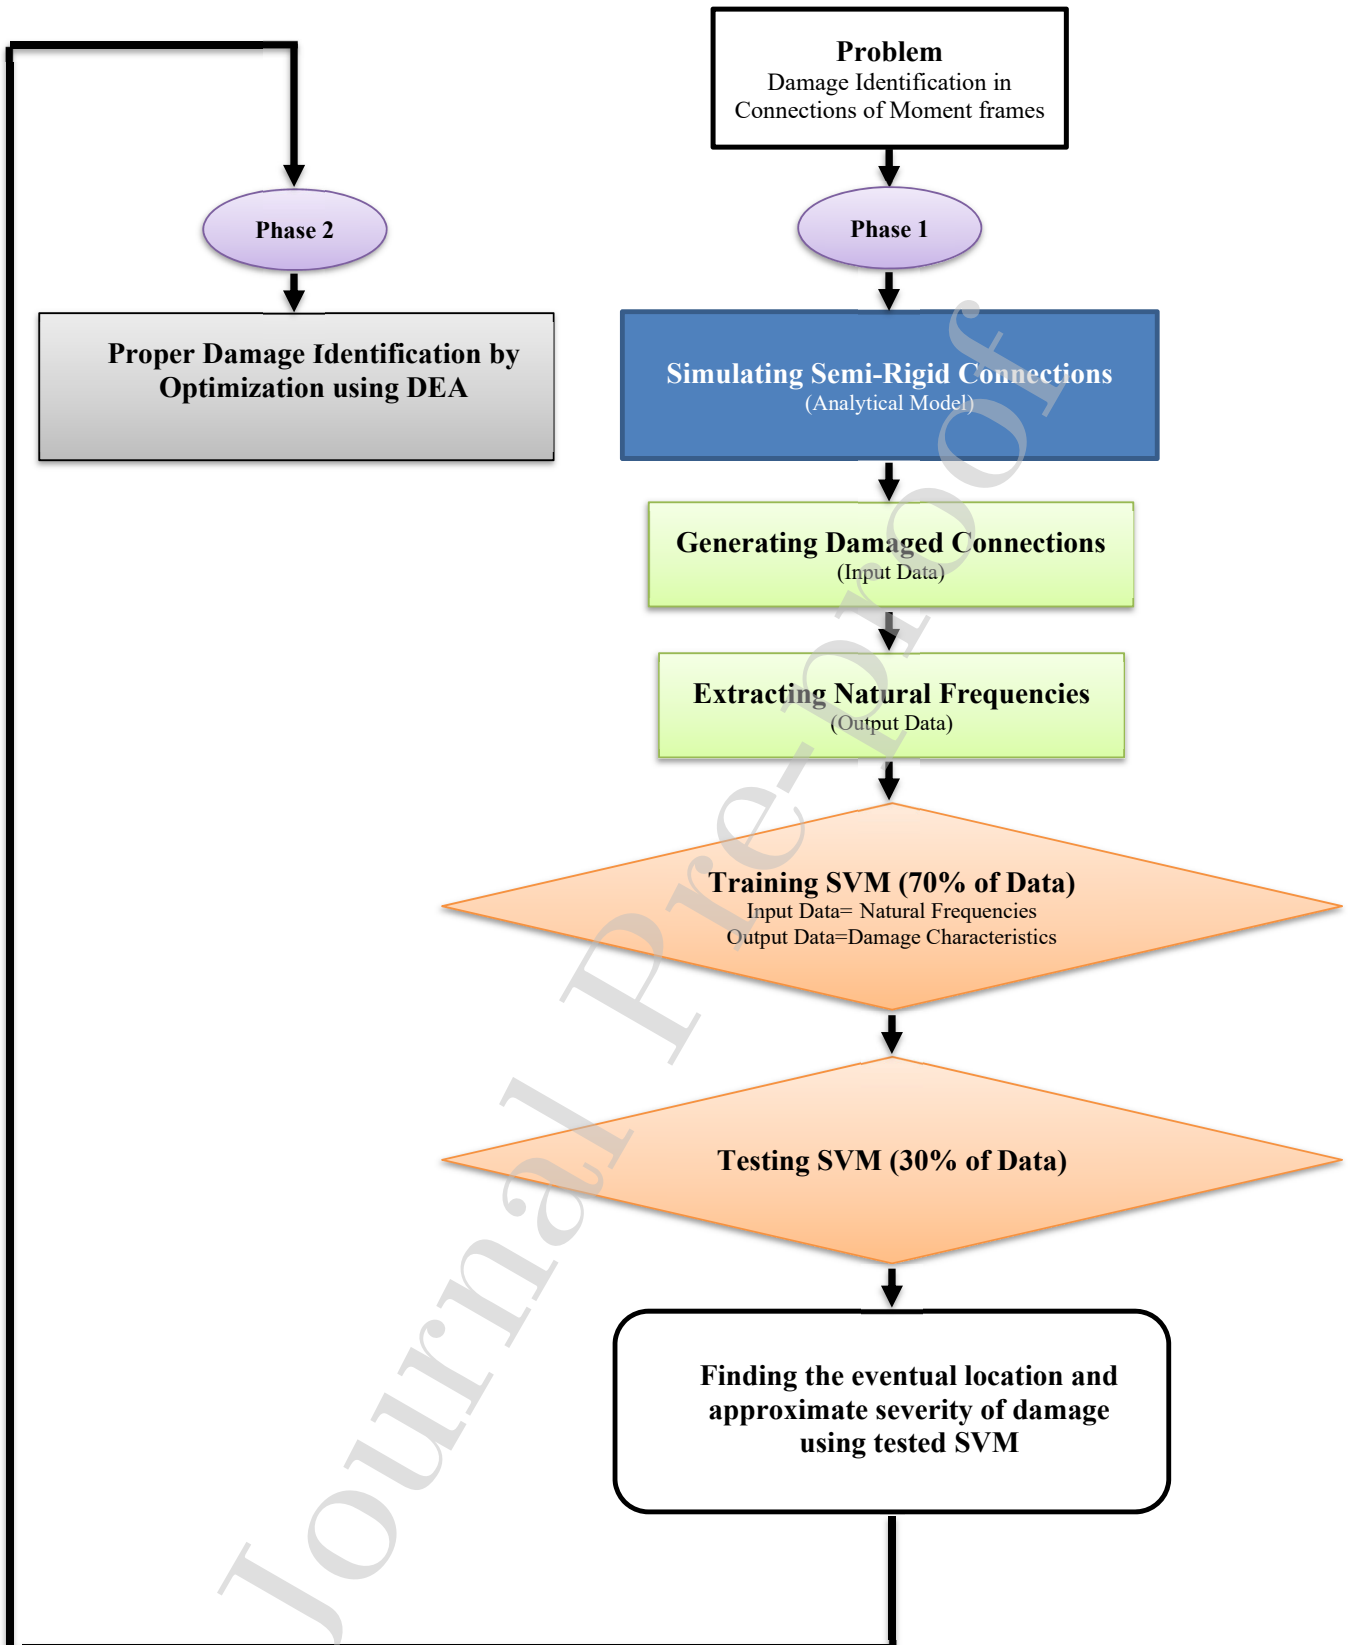 Problem
Damage Identification in
Connections of Moment frames
Phase 1
Simulating Semi-Rigid Connections
(Analytical Model)
Generating Damaged Connections
(Input Data)
Extracting Natural Frequencies
(Output Data)
Training SVM (70% of Data)
Input Data= Natural Frequencies
Output Data=Damage Characteristics
Testing SVM (30% of Data)
Finding the eventual location and
approximate severity of damage
using tested SVM
Phase 2
Proper Damage Identification by
Optimization using DEA
Journal Pre-proof